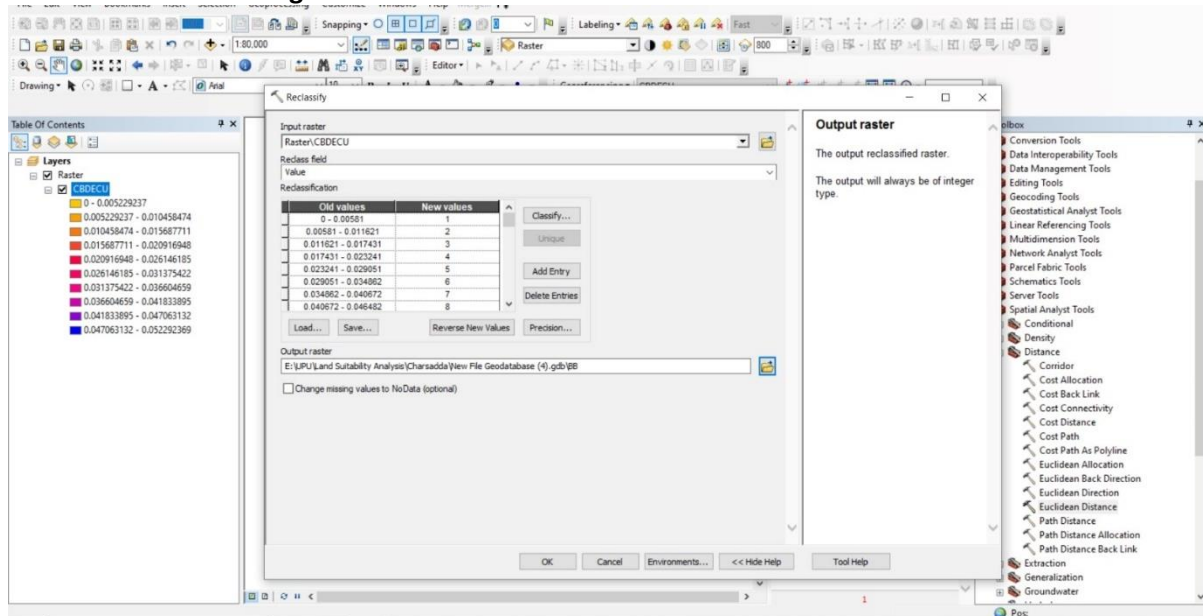 Snapping
Labeling Fast
1:80,000 Raster 800
Editor
Drawing A Arial 10
Table Of Contents
Layers
Raster
CBDECU
0 - 0.005229237
0.005229237 - 0.010458474
0.010458474 - 0.015687711
0.015687711 - 0.020916948
0.020916948 - 0.026146185
0.026146185 - 0.031375422
0.031375422 - 0.036604659
0.036604659 - 0.041833895
0.041833895 - 0.047063132
0.047063132 - 0.052292369
Reclassify
Input raster
Raster\CBDECU
Reclass field
Value
Reclassification
Old values New values
0 - 0.00581 1
0.00581 - 0.011621 2
0.011621 - 0.017431 3
0.017431 - 0.023241 4
0.023241 - 0.029051 5
0.029051 - 0.034862 6
0.034862 - 0.040672 7
0.040672 - 0.046482 8
Classify...
Unique
Add Entry
Delete Entries
Load... Save... Reverse New Values Precision...
Output raster
E:\UPU\Land Suitability Analysis\Charsadda\New File Geodatabase (4).gdb\BB
Change missing values to NoData (optional)
OK Cancel Environments... << Hide Help Tool Help
Output raster
The output reclassified raster.
The output will always be of integer
type.
Conversion Tools
Data Interoperability Tools
Data Management Tools
Editing Tools
Geocoding Tools
Geostatistical Analyst Tools
Linear Referencing Tools
Multidimension Tools
Network Analyst Tools
Parcel Fabric Tools
Schematics Tools
Server Tools
Spatial Analyst Tools
Conditional
Density
Distance
Corridor
Cost Allocation
Cost Back Link
Cost Connectivity
Cost Distance
Cost Path
Cost Path As Polyline
Euclidean Allocation
Euclidean Back Direction
Euclidean Direction
Euclidean Distance
Path Distance
Path Distance Allocation
Path Distance Back Link
Extraction
Generalization
Groundwater
1
Pos: